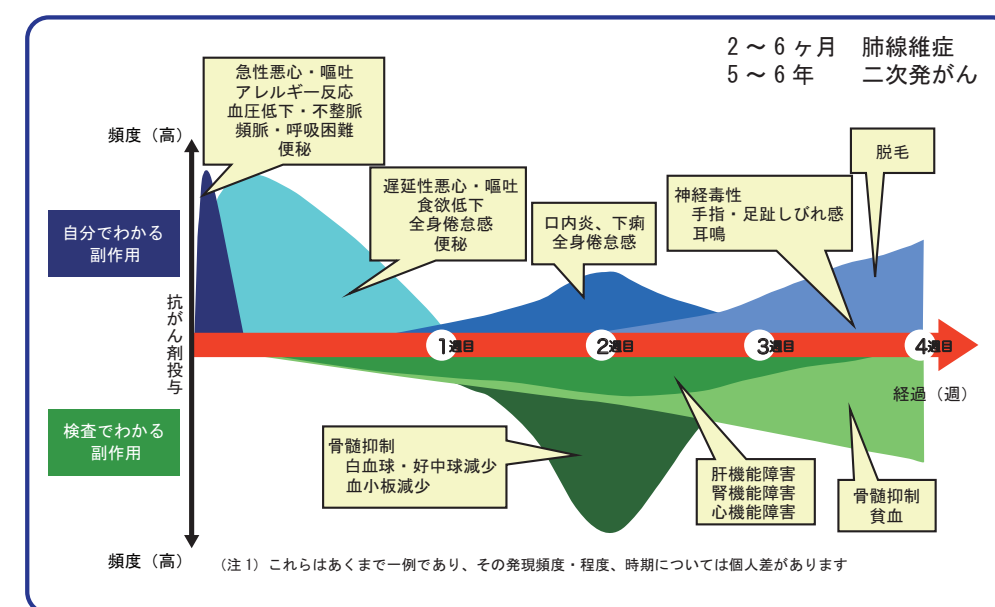 2～6ヶ月　肺線維症
5～6年　二次発がん
急性悪心・嘔吐
アレルギー反応
血圧低下・不整脈
頻脈・呼吸困難
便秘
頻度（高）
脱毛
遅延性悪心・嘔吐
食欲低下
全身倦怠感
便秘
神経毒性
手指・足趾しびれ感
耳鳴
口内炎、下痢
全身倦怠感
自分でわかる
副作用
抗がん剤投与
1週目
2週目
3週目
4週目
経過（週）
検査でわかる
副作用
骨髄抑制
白血球・好中球減少
血小板減少
肝機能障害
腎機能障害
心機能障害
骨髄抑制
貧血
頻度（高）
（注1）これらはあくまで一例であり、その発現頻度・程度、時期については個人差があります